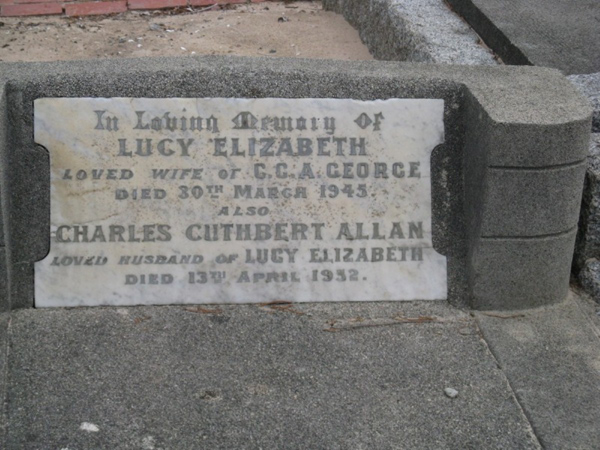 In Loving Memory Of
LUCY ELIZABETH
LOVED WIFE OF C.C.A. GEORGE
DIED 30TH MARCH 1945.
ALSO
CHARLES CUTHBERT ALLAN
LOVED HUSBAND OF LUCY ELIZABETH
DIED 13TH APRIL 1952.